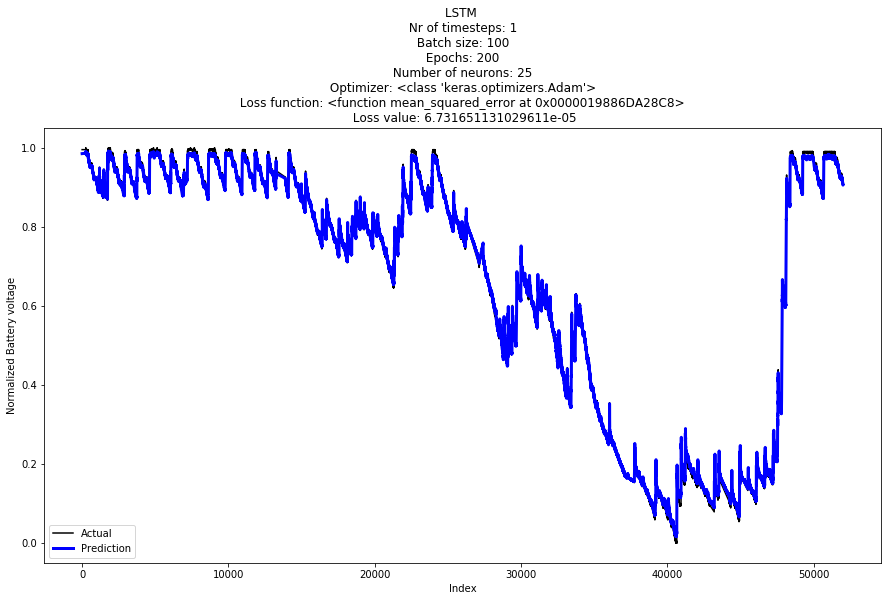 LSTM
Nr of timesteps: 1
Batch size: 100
Epochs: 200
Number of neurons: 25
Optimizer: <class 'keras.optimizers.Adam'>
Loss function: <function mean_squared_error at 0x0000019886DA28C8>
Loss value: 6.731651131029611e-05
Normalized Battery voltage
1.0
0.8
0.6
0.4
0.2
0.0
Actual
Prediction
0 10000 20000 30000 40000 50000
Index